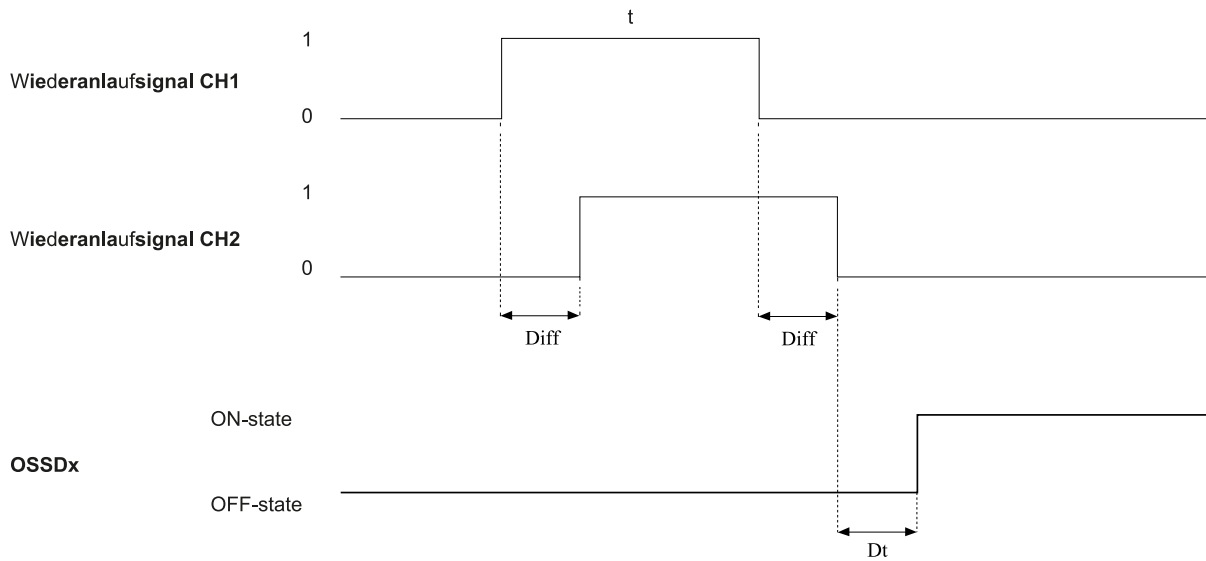 t
1
Wiederanlaufsignal CH1
0
1
Wiederanlaufsignal CH2
0
Diff
Diff
ON-state
OSSDx
OFF-state
Dt